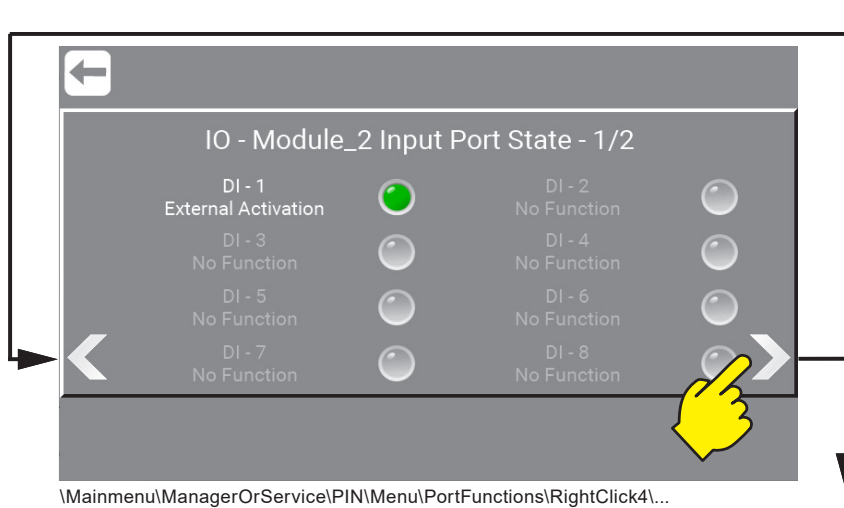 IO - Module_2 Input Port State - 1/2
DI - 1
External Activation
DI - 2
No Function
DI - 3
No Function
DI - 4
No Function
DI - 5
No Function
DI - 6
No Function
DI - 7
No Function
DI - 8
No Function
\Mainmenu\ManagerOrService\PIN\Menu\PortFunctions\RightClick4\...